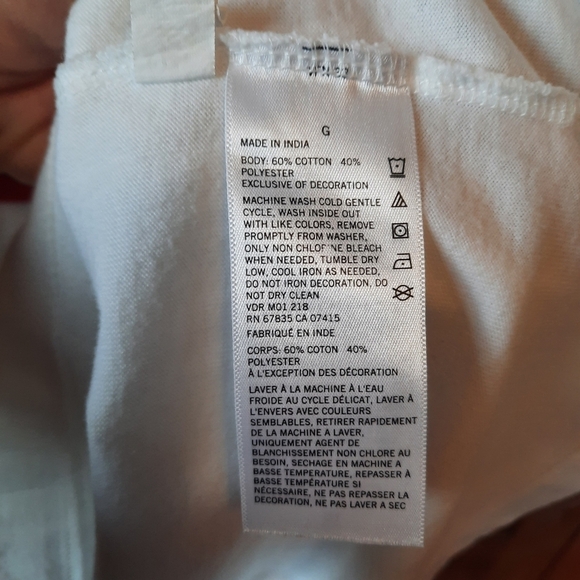 G
MADE IN INDIA
BODY: 60% COTTON 40%
POLYESTER
EXCLUSIVE OF DECORATION
MACHINE WASH COLD GENTLE
CYCLE, WASH INSIDE OUT
WITH LIKE COLORS, REMOVE
PROMPTLY FROM WASHER,
ONLY NON CHLORINE BLEACH
WHEN NEEDED, TUMBLE DRY
LOW, COOL IRON AS NEEDED,
DO NOT IRON DECORATION, DO
NOT DRY CLEAN
VDR M01 218
RN 67835 CA 07415
FABRIQUÉ EN INDE
CORPS: 60% COTON 40%
POLYESTER
À L'EXCEPTION DES DÉCORATION
LAVER À LA MACHINE À L'EAU
FROIDE AU CYCLE DÉLICAT, LAVER À
L'ENVERS AVEC COULEURS
SEMBLABLES, RETIRER RAPIDEMENT
DE LA MACHINE A LAVER,
UNIQUEMENT AGENT DE
BLANCHISSEMENT NON CHLORE AU
BESOIN, SECHAGE EN MACHINE A
BASSE TEMPERATURE, REPASSER À
BASSE TEMPÉRATURE SI
NÉCESSAIRE, NE PAS REPASSER LA
DECORATION, NE PAS LAVER A SEC